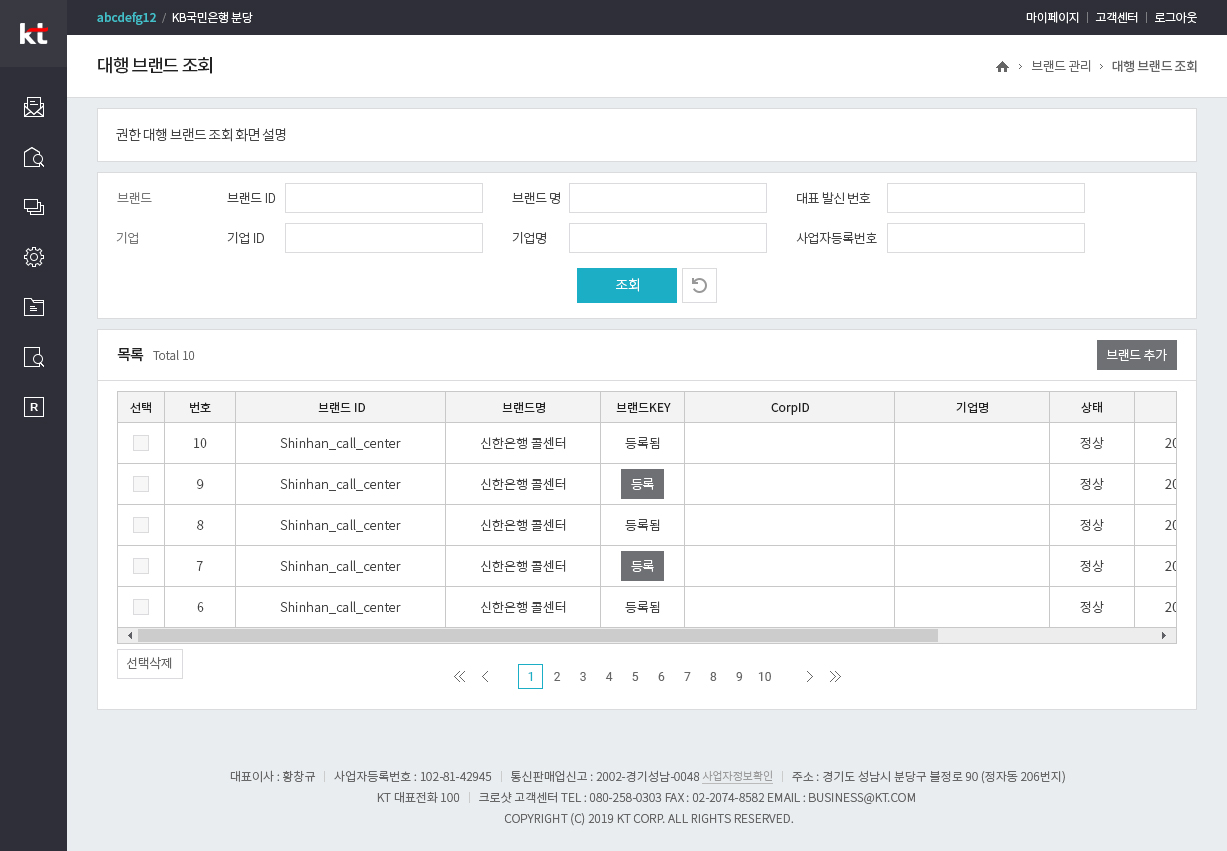 kt
abcdefg12 / KB국민은행 분당
마이페이지 | 고객센터 | 로그아웃
대행 브랜드 조회
> 브랜드 관리 > 대행 브랜드 조회
권한 대행 브랜드 조회 화면 설명
브랜드 브랜드 ID 브랜드 명 대표 발신 번호
기업 기업 ID 기업명 사업자등록번호
조회
목록 Total 10 브랜드 추가
선택 번호 브랜드 ID 브랜드명 브랜드KEY CorpID 기업명 상태
10 Shinhan_call_center 신한은행 콜센터 등록됨 정상 20
9 Shinhan_call_center 신한은행 콜센터 등록 정상 20
8 Shinhan_call_center 신한은행 콜센터 등록됨 정상 20
7 Shinhan_call_center 신한은행 콜센터 등록 정상 20
6 Shinhan_call_center 신한은행 콜센터 등록됨 정상 20
R
선택삭제
1 2 3 4 5 6 7 8 9 10
대표이사 : 황창규 | 사업자등록번호 : 102-81-42945 | 통신판매업신고 : 2002-경기성남-0048 사업자정보확인 | 주소 : 경기도 성남시 분당구 불정로 90 (정자동 206번지)
KT 대표전화 100 | 크로샷 고객센터 TEL : 080-258-0303 FAX : 02-2074-8582 EMAIL : BUSINESS@KT.COM
COPYRIGHT (C) 2019 KT CORP. ALL RIGHTS RESERVED.